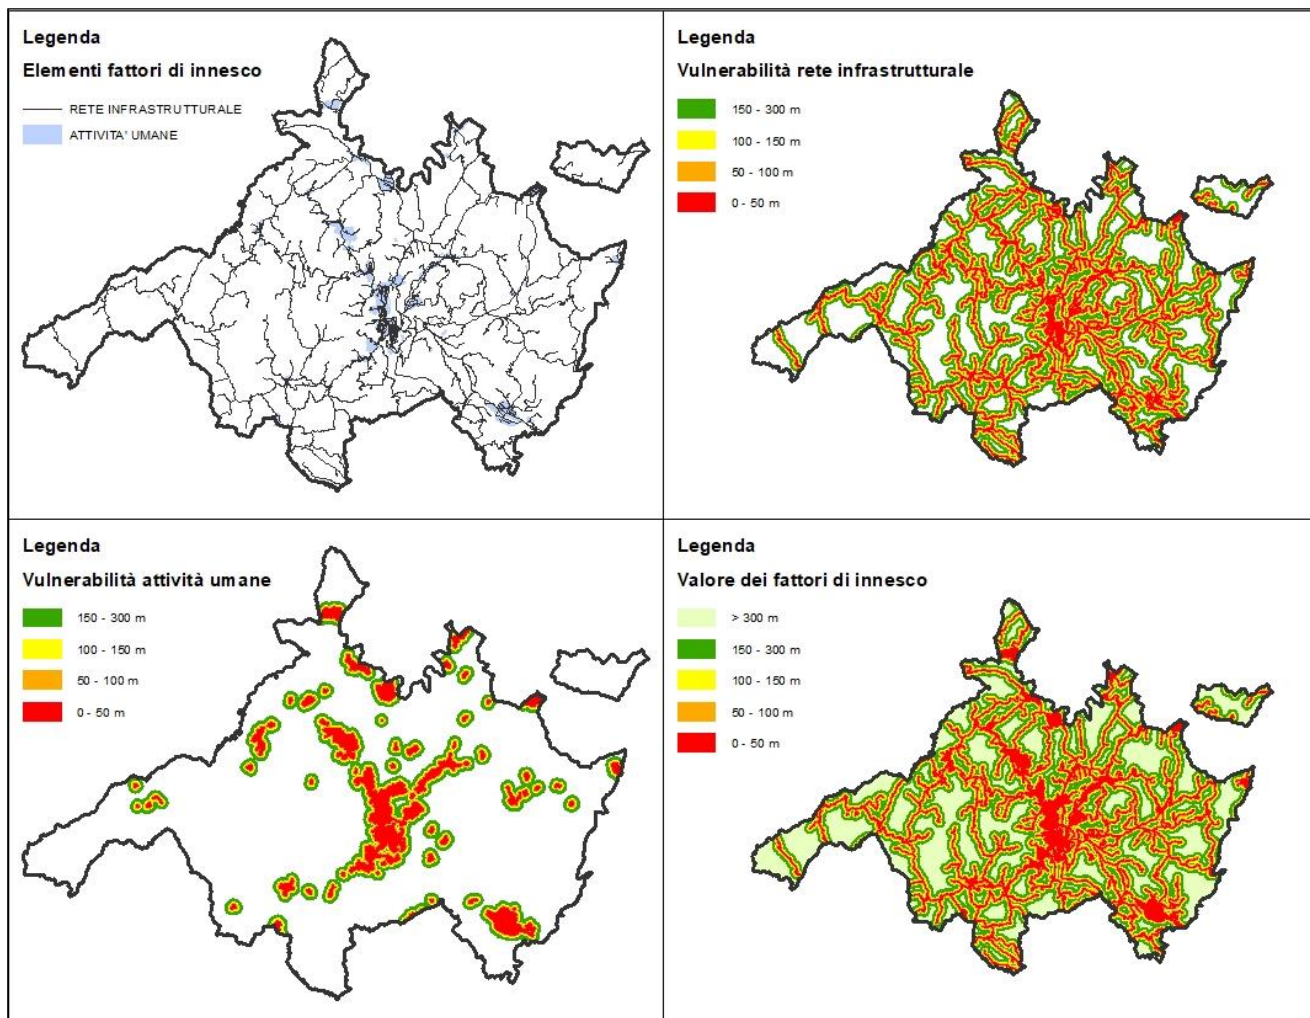 Legenda
Elementi fattori di innesco
RETE INFRASTRUTTURALE
ATTIVITA' UMANE
Legenda
Vulnerabilità rete infrastrutturale
150 - 300 m
100 - 150 m
50 - 100 m
0 - 50 m
Legenda
Vulnerabilità attività umane
150 - 300 m
100 - 150 m
50 - 100 m
0 - 50 m
Legenda
Valore dei fattori di innesco
> 300 m
150 - 300 m
100 - 150 m
50 - 100 m
0 - 50 m